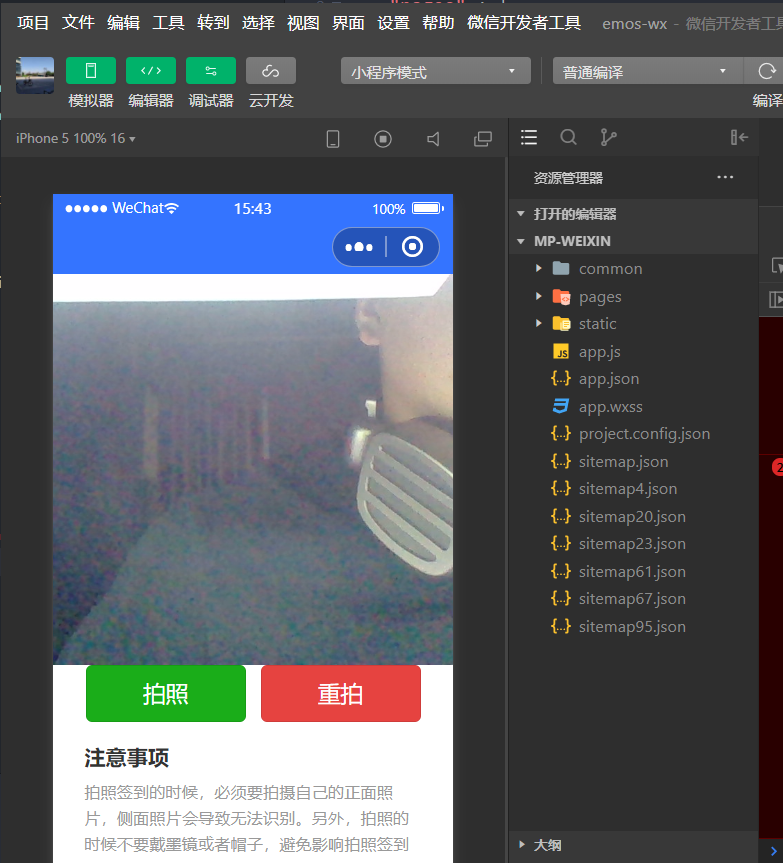 项目 文件 编辑 工具 转到 选择 视图 界面 设置 帮助 微信开发者工具 emos-wx - 微信开发者工具
模拟器 编辑器 调试器 云开发
小程序模式
普通编译
编译
iPhone 5 100% 16
资源管理器
打开的编辑器
MP-WEIXIN
common
pages
static
JS app.js
{..} app.json
app.wxss
{..} project.config.json
{..} sitemap.json
{..} sitemap4.json
{..} sitemap20.json
{..} sitemap23.json
{..} sitemap61.json
{..} sitemap67.json
{..} sitemap95.json
大纲
WeChat 15:43 100%
拍照 重拍
注意事项
拍照签到的时候，必须要拍摄自己的正面照
片，侧面照片会导致无法识别。另外，拍照的
时候不要戴墨镜或者帽子，避免影响拍照签到
2